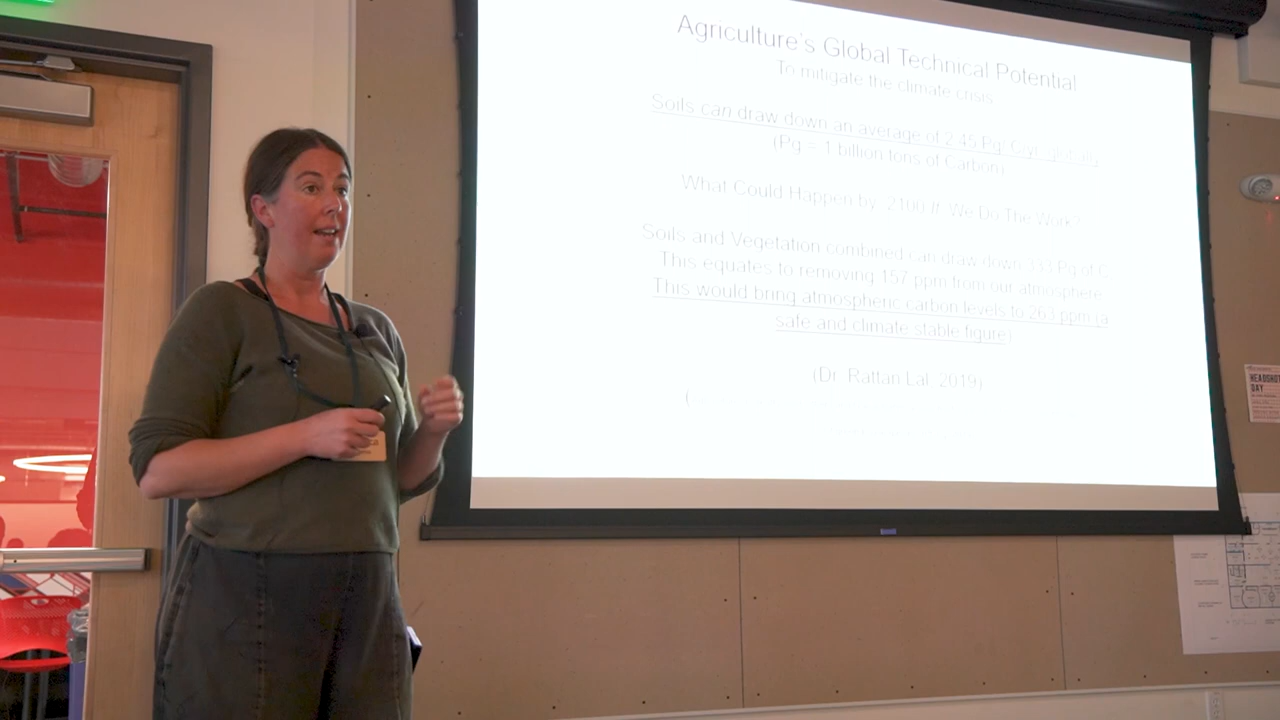 Agriculture's Global Technical Potential
To mitigate the climate crisis
Soils can draw down an average of 2.45 Pg C/yr globally
(Pg = 1 billion tons of Carbon)
What Could Happen by 2100 If We Do The Work?
Soils and Vegetation combined can draw down 333 Pg of C
This equates to removing 157 ppm from our atmosphere
This would bring atmospheric carbon levels to 263 ppm (a
safe and climate stable figure)
(Dr. Rattan Lal, 2019)
(
HEADSHOT
DAY